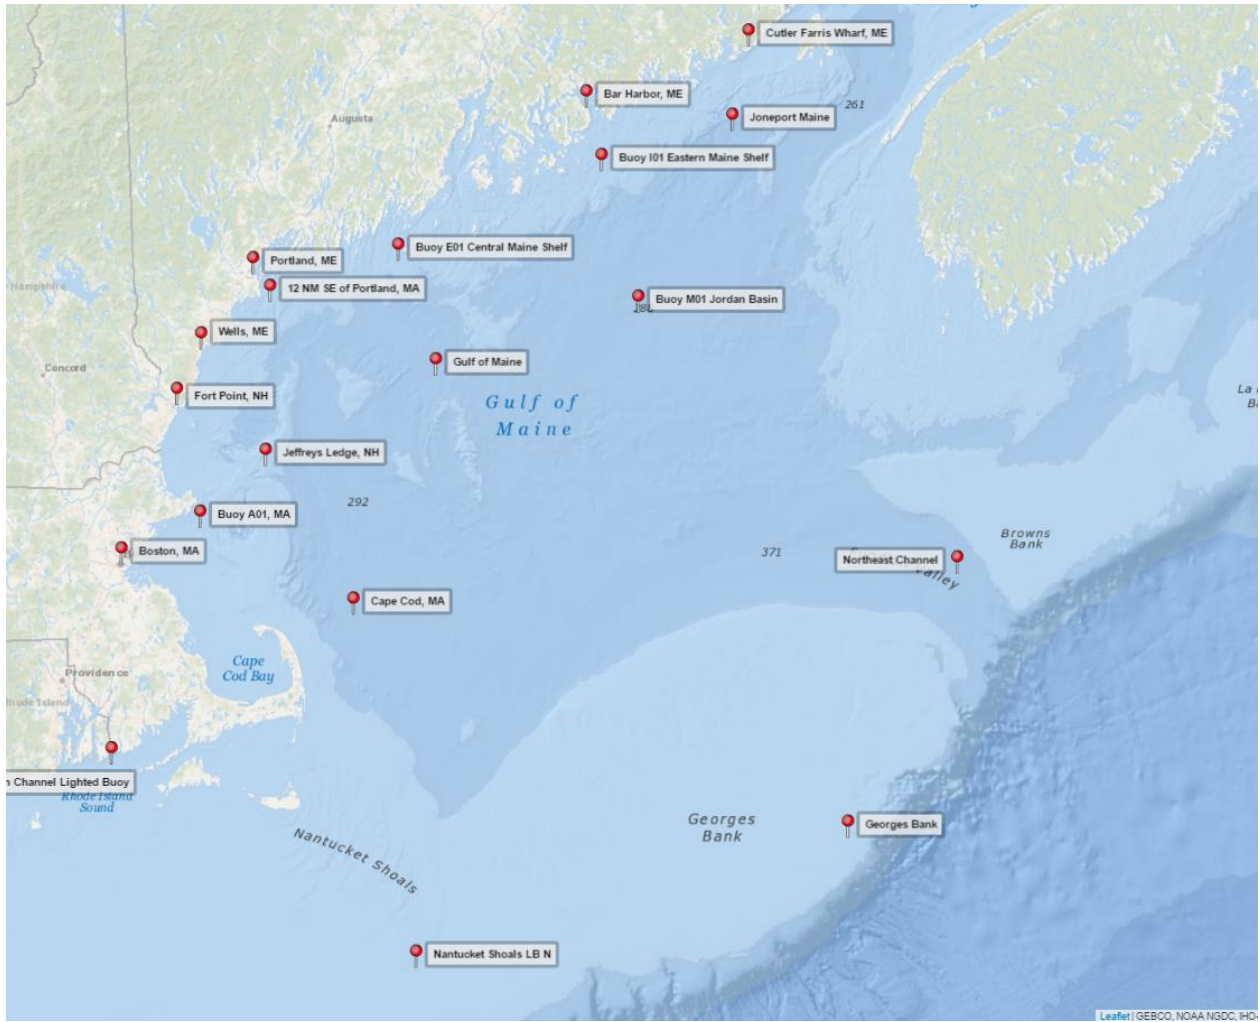 Cutler Farris Wharf, ME
Bar Harbor, ME
261
Joneport Maine
Augusta
Buoy I01 Eastern Maine Shelf
Buoy E01 Central Maine Shelf
Portland, ME
12 NM SE of Portland, MA
Hampshire
Buoy M01 Jordan Basin
Wells, ME
Gulf of Maine
Concord
Fort Point, NH
Gulf of
Maine
La
Jeffreys Ledge, NH
292
Buoy A01, MA
Browns
Bank
Boston, MA
371
Northeast Channel
Valley
Cape Cod, MA
Cape
Cod Bay
Providence
Rhode Island
n Channel Lighted Buoy
Rhode Island
Sound
Nantucket Shoals
Georges
Bank
Georges Bank
Nantucket Shoals LB N
Leaflet | GEBCO, NOAA NGDC, IHO-